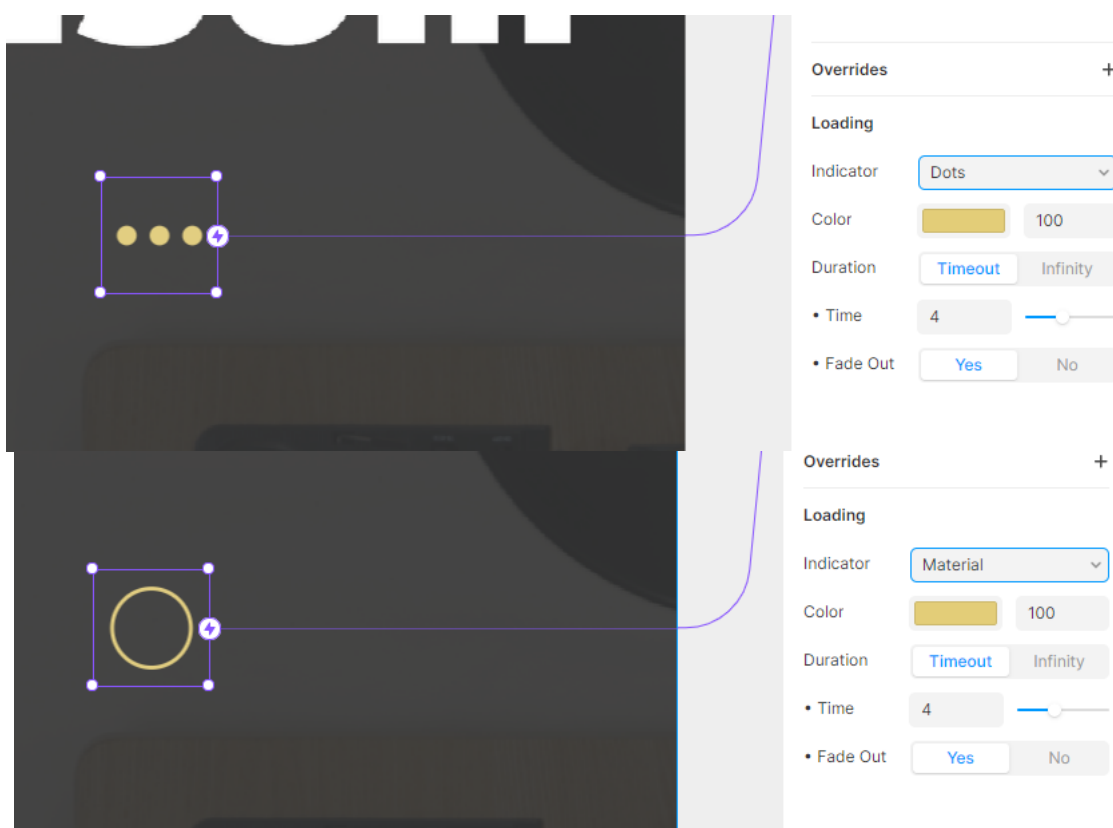 Overrides +
Loading
Indicator Dots
Color 100
Duration Timeout Infinity
• Time 4
• Fade Out Yes No
Overrides +
Loading
Indicator Material
Color 100
Duration Timeout Infinity
• Time 4
• Fade Out Yes No